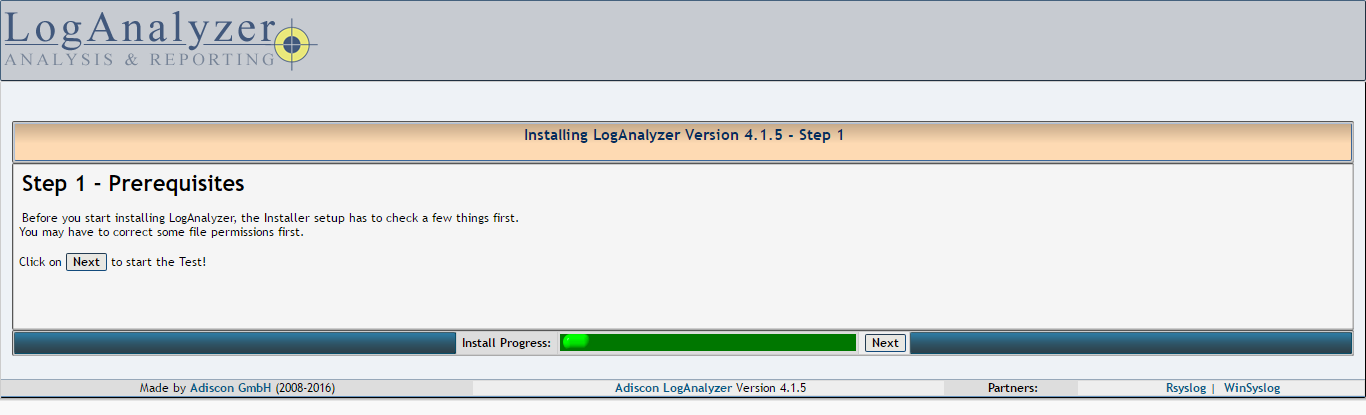 LogAnalyzer
ANALYSIS & REPORTING
Installing LogAnalyzer Version 4.1.5 - Step 1
Step 1 - Prerequisites
Before you start installing LogAnalyzer, the Installer setup has to check a few things first.
You may have to correct some file permissions first.
Click on Next to start the Test!
Install Progress: Next
Made by Adiscon GmbH (2008-2016) Adiscon LogAnalyzer Version 4.1.5 Partners: Rsyslog | WinSyslog